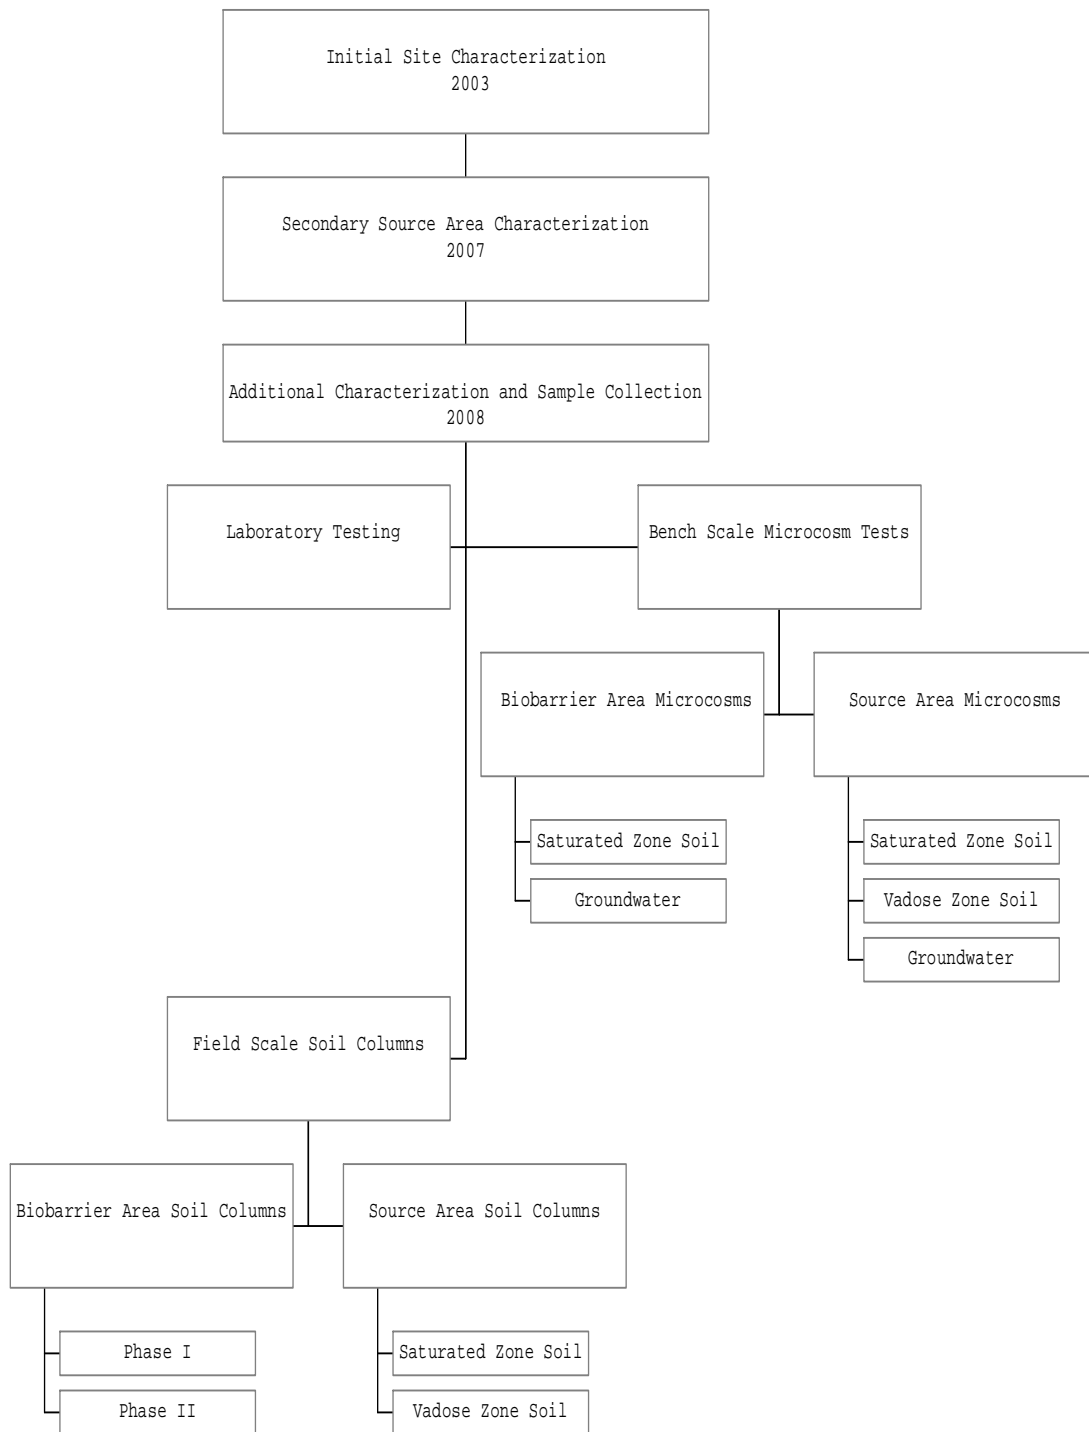 Initial Site Characterization
2003
Secondary Source Area Characterization
2007
Additional Characterization and Sample Collection
2008
Laboratory Testing
Bench Scale Microcosm Tests
Biobarrier Area Microcosms
Source Area Microcosms
Saturated Zone Soil
Groundwater
Saturated Zone Soil
Vadose Zone Soil
Groundwater
Field Scale Soil Columns
Biobarrier Area Soil Columns
Source Area Soil Columns
Phase I
Phase II
Saturated Zone Soil
Vadose Zone Soil